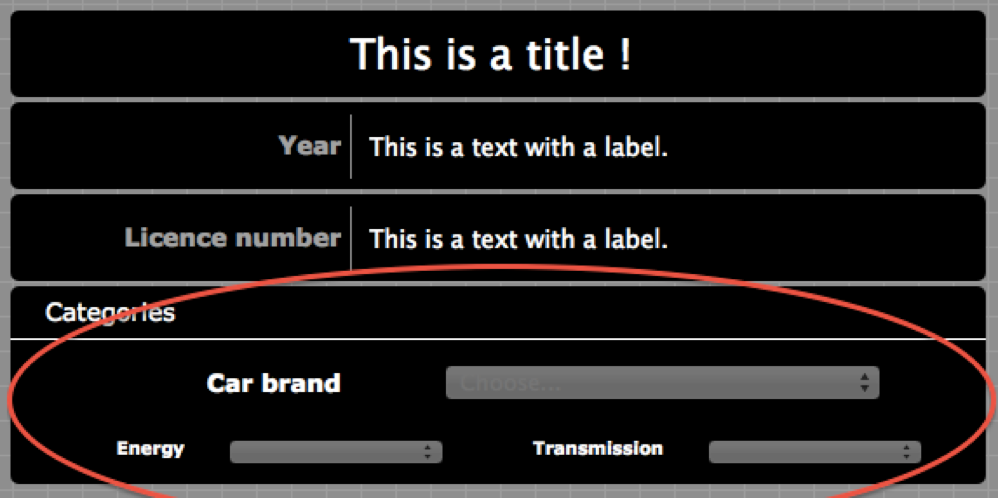 This is a title !
Year This is a text with a label.
Licence number This is a text with a label.
Categories
Car brand Choose...
Energy Transmission